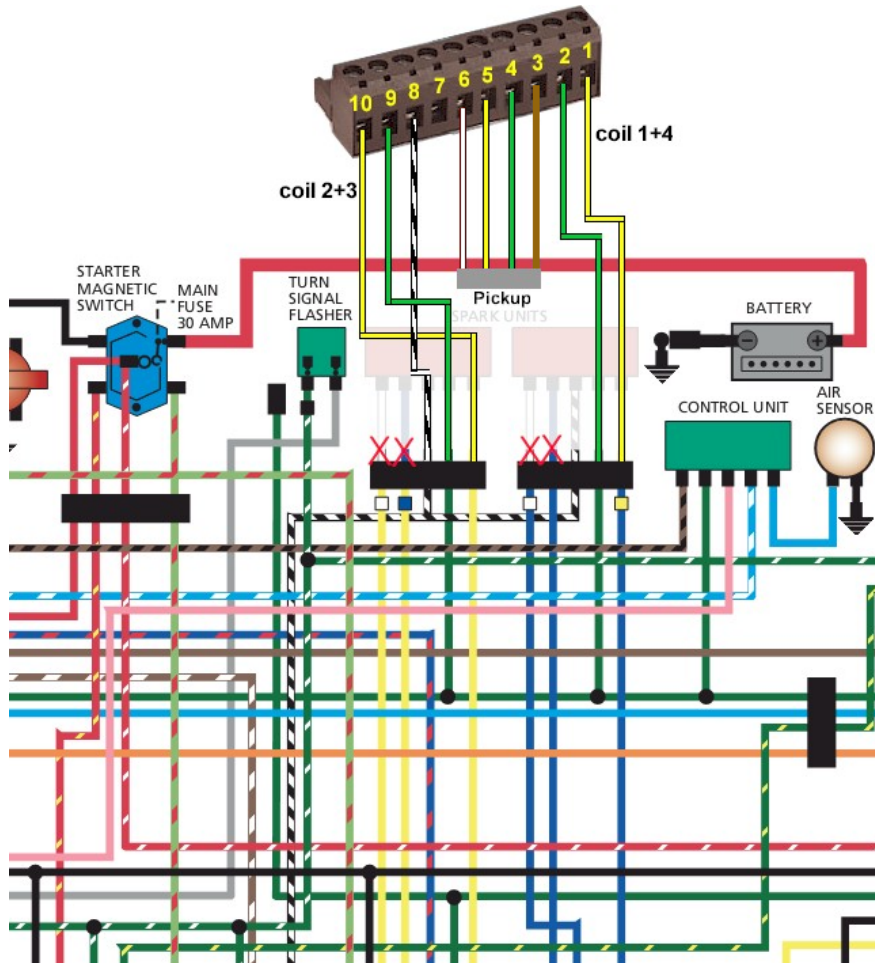 10 9 8 7 6 5 4 3 2 1
coil 1+4
coil 2+3
STARTER
MAGNETIC
SWITCH
MAIN
FUSE
30 AMP
TURN
SIGNAL
FLASHER
Pickup
SPARK UNITS
BATTERY
CONTROL UNIT
AIR
SENSOR